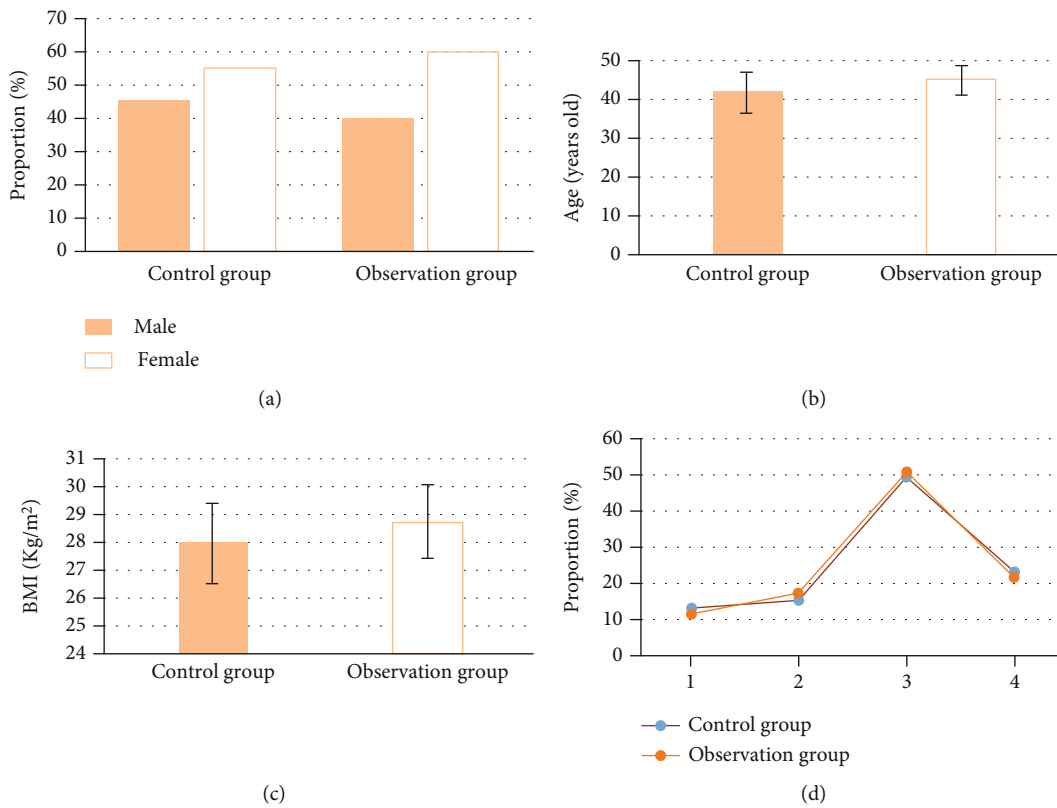 Proportion (%)
70
60
50
40
30
20
10
0
Control group
Observation group
Male
Female
(a)
Age (years old)
50
40
30
20
10
0
Control group
Observation group
(b)
BMI (Kg/m²)
31
30
29
28
27
26
25
24
Control group
Observation group
(c)
Proportion (%)
60
50
40
30
20
10
0
1
2
3
4
Control group
Observation group
(d)